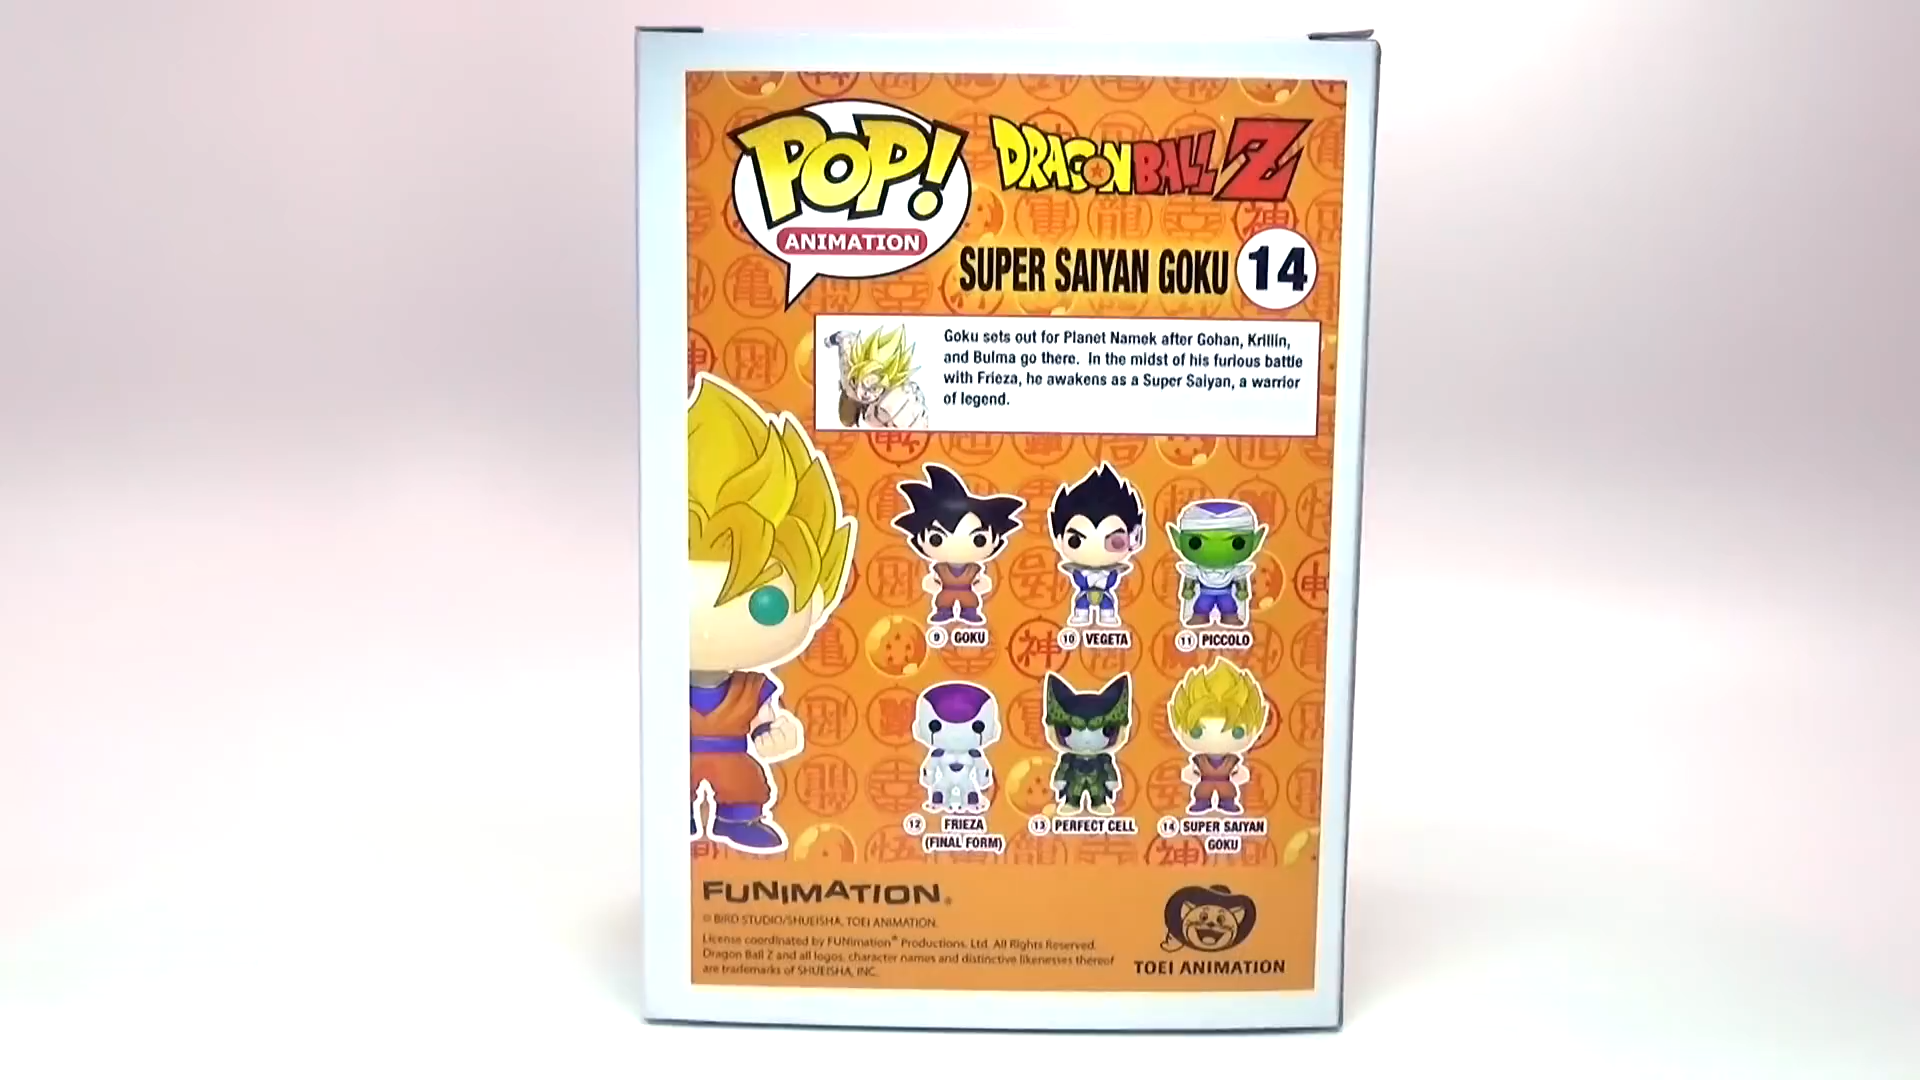 POP!
ANIMATION
DRAGON BALL Z
SUPER SAIYAN GOKU 14
Goku sets out for Planet Namek after Gohan, Krillin,
and Bulma go there. In the midst of his furious battle
with Frieza, he awakens as a Super Saiyan, a warrior
of legend.
9 GOKU
10 VEGETA
11 PICCOLO
12 FRIEZA
(FINAL FORM)
13 PERFECT CELL
14 SUPER SAIYAN
GOKU
FUNIMATION®
© BIRD STUDIO/SHUEISHA, TOEI ANIMATION.
License coordinated by FUNimation® Productions, Ltd. All Rights Reserved.
Dragon Ball Z and all logos, character names and distinctive likenesses thereof
are trademarks of SHUEISHA, INC.
TOEI ANIMATION